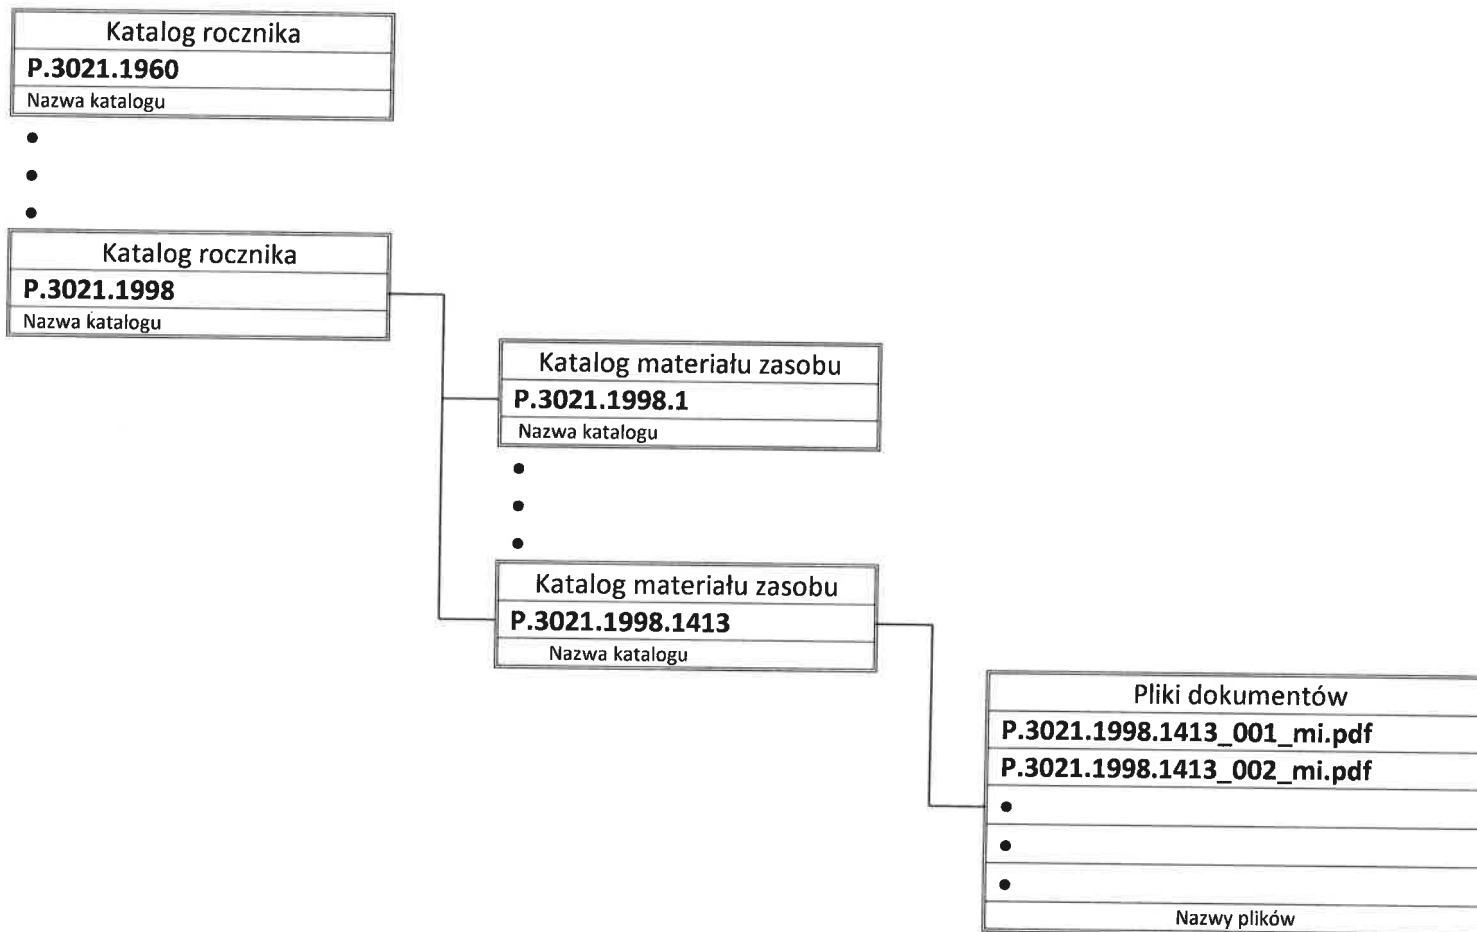 Katalog rocznika
P.3021.1960
Nazwa katalogu
•
•
•
Katalog rocznika
P.3021.1998
Nazwa katalogu
Katalog materiału zasobu
P.3021.1998.1
Nazwa katalogu
•
•
•
Katalog materiału zasobu
P.3021.1998.1413
Nazwa katalogu
Pliki dokumentów
P.3021.1998.1413_001_mi.pdf
P.3021.1998.1413_002_mi.pdf
•
•
•
Nazwy plików